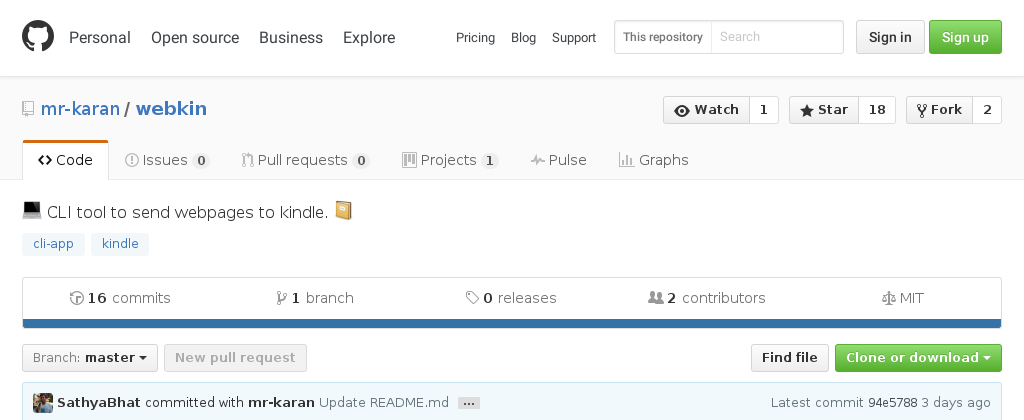 Personal Open source Business Explore Pricing Blog Support This repository Search Sign in Sign up
mr-karan / webkin Watch 1 Star 18 Fork 2
Code Issues 0 Pull requests 0 Projects 1 Pulse Graphs
CLI tool to send webpages to kindle.
cli-app kindle
16 commits 1 branch 0 releases 2 contributors MIT
Branch: master New pull request Find file Clone or download
SathyaBhat committed with mr-karan Update README.md ... Latest commit 94e5788 3 days ago